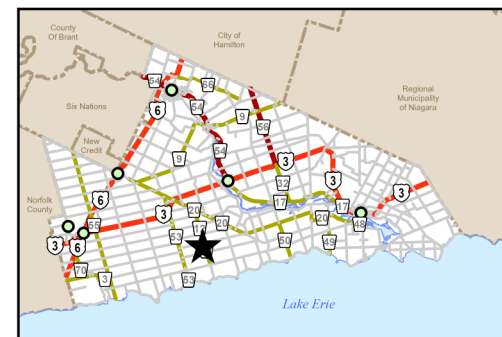 County
Of Brant
City of
Hamilton
54
66
6
54
Six Nations
Regional
Municipality
of Niagara
9
56
New
Credit
9
54
3
3
32
6
17
3
Norfolk
County
20
3
17
55
20
20
48
3
6
53
50
49
70
3
53
Lake Erie